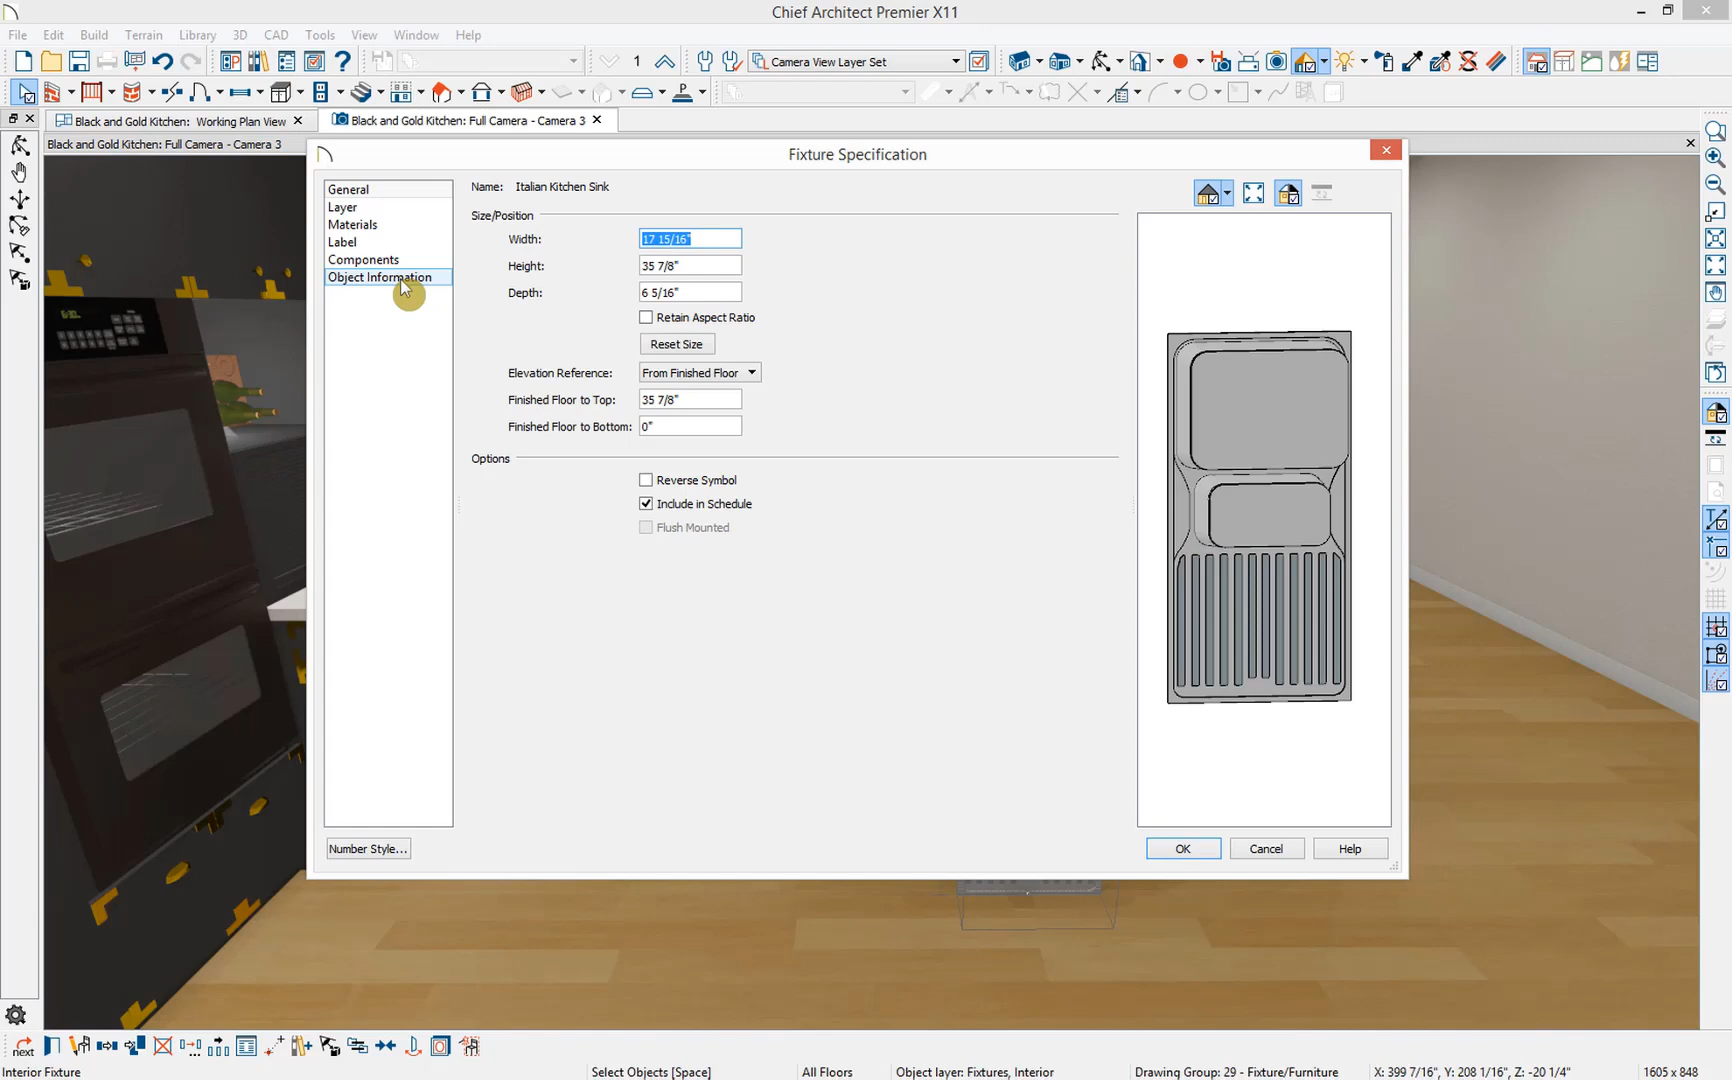 Chief Architect Premier X11
File Edit Build Terrain Library 3D CAD Tools View Window Help
1 Camera View Layer Set
Black and Gold Kitchen: Working Plan View Black and Gold Kitchen: Full Camera - Camera 3
Black and Gold Kitchen: Full Camera - Camera 3
Fixture Specification
General
Layer
Materials
Label
Components
Object Information
Name: Italian Kitchen Sink
Size/Position
Width: 17 15/16"
Height: 35 7/8"
Depth: 6 5/16"
Retain Aspect Ratio
Reset Size
Elevation Reference: From Finished Floor
Finished Floor to Top: 35 7/8"
Finished Floor to Bottom: 0"
Options
Reverse Symbol
Include in Schedule
Flush Mounted
Number Style...
OK Cancel Help
next
Interior Fixture Select Objects [Space] All Floors Object layer: Fixtures, Interior Drawing Group: 29 - Fixture/Furniture X: 399 7/16", Y: 208 1/16", Z: -20 1/4" 1605 x 848